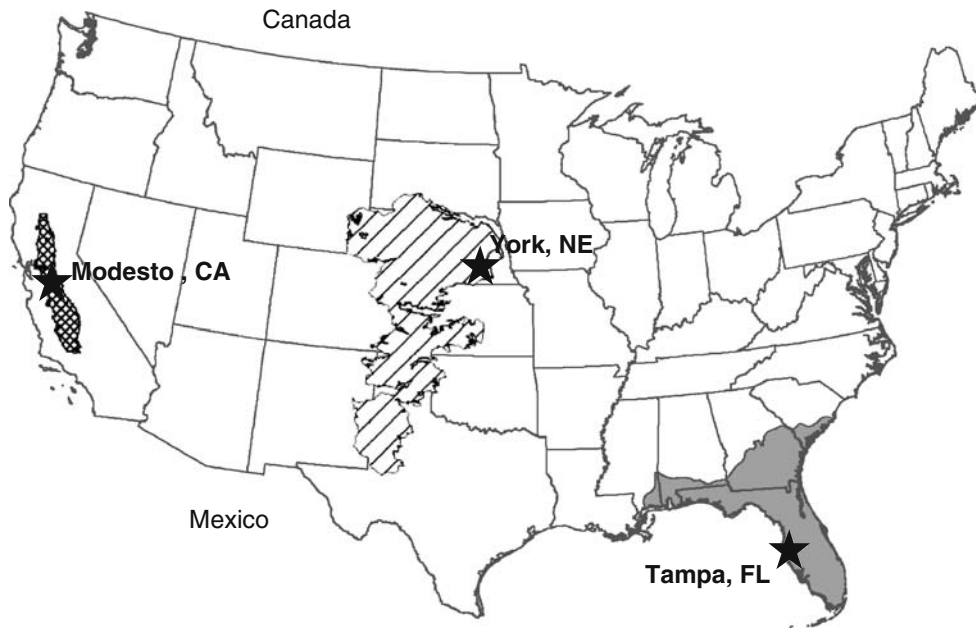 Canada
York, NE
Modesto , CA
Mexico
Tampa, FL